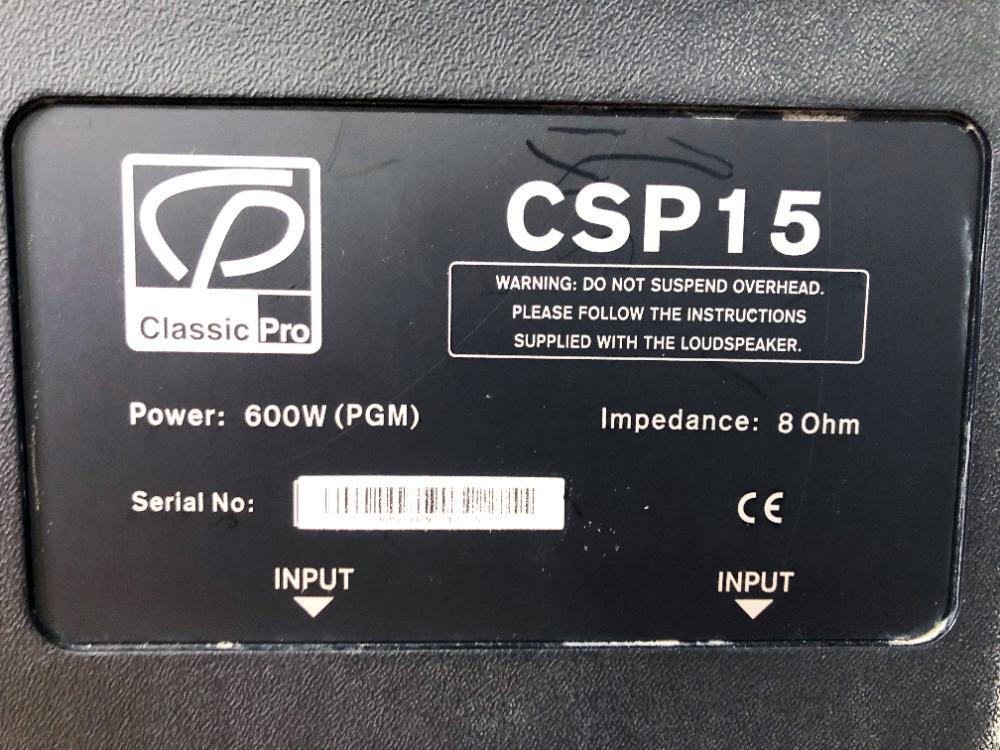 CP
Classic Pro
CSP15
WARNING: DO NOT SUSPEND OVERHEAD.
PLEASE FOLLOW THE INSTRUCTIONS
SUPPLIED WITH THE LOUDSPEAKER.
Power: 600W (PGM)
Impedance: 8 Ohm
Serial No:
CE
INPUT
INPUT